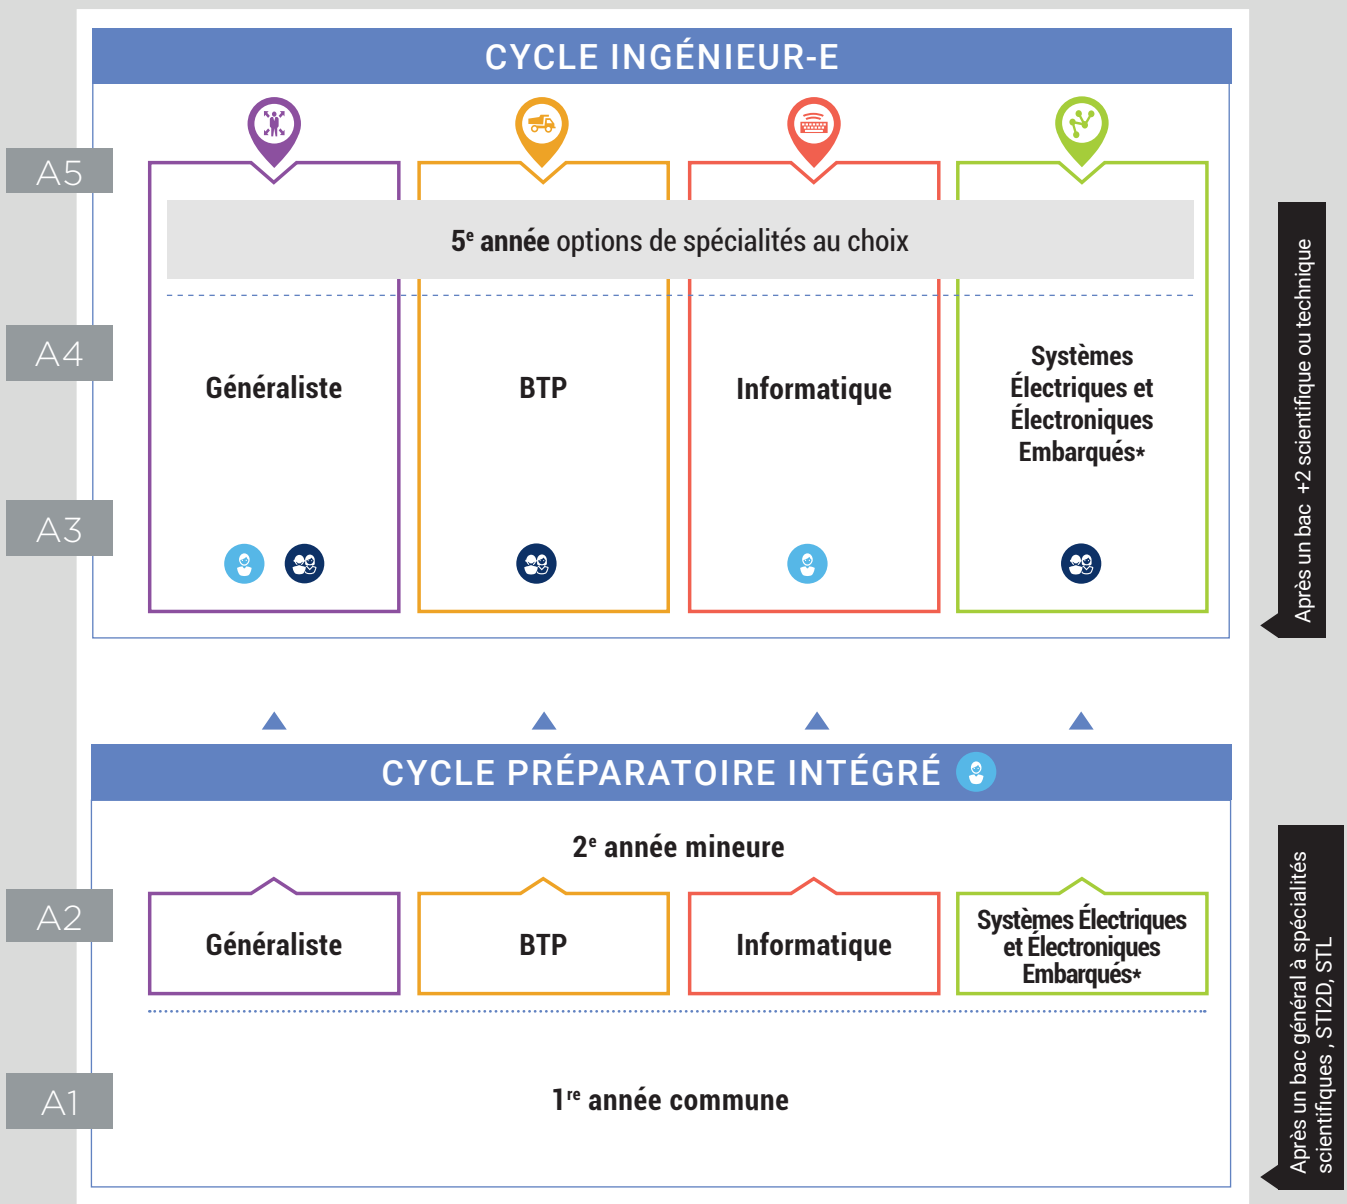 CYCLE INGÉNIEUR-E
A5
5e année options de spécialités au choix
A4
Généraliste
BTP
Informatique
Systèmes
Électriques et
Électroniques
Embarqués*
A3
Après un bac +2 scientifique ou technique
CYCLE PRÉPARATOIRE INTÉGRÉ
2e année mineure
A2
Généraliste
BTP
Informatique
Systèmes Électriques
et Électroniques
Embarqués*
A1
1re année commune
Après un bac général à spécialités
scientifiques , STI2D, STL